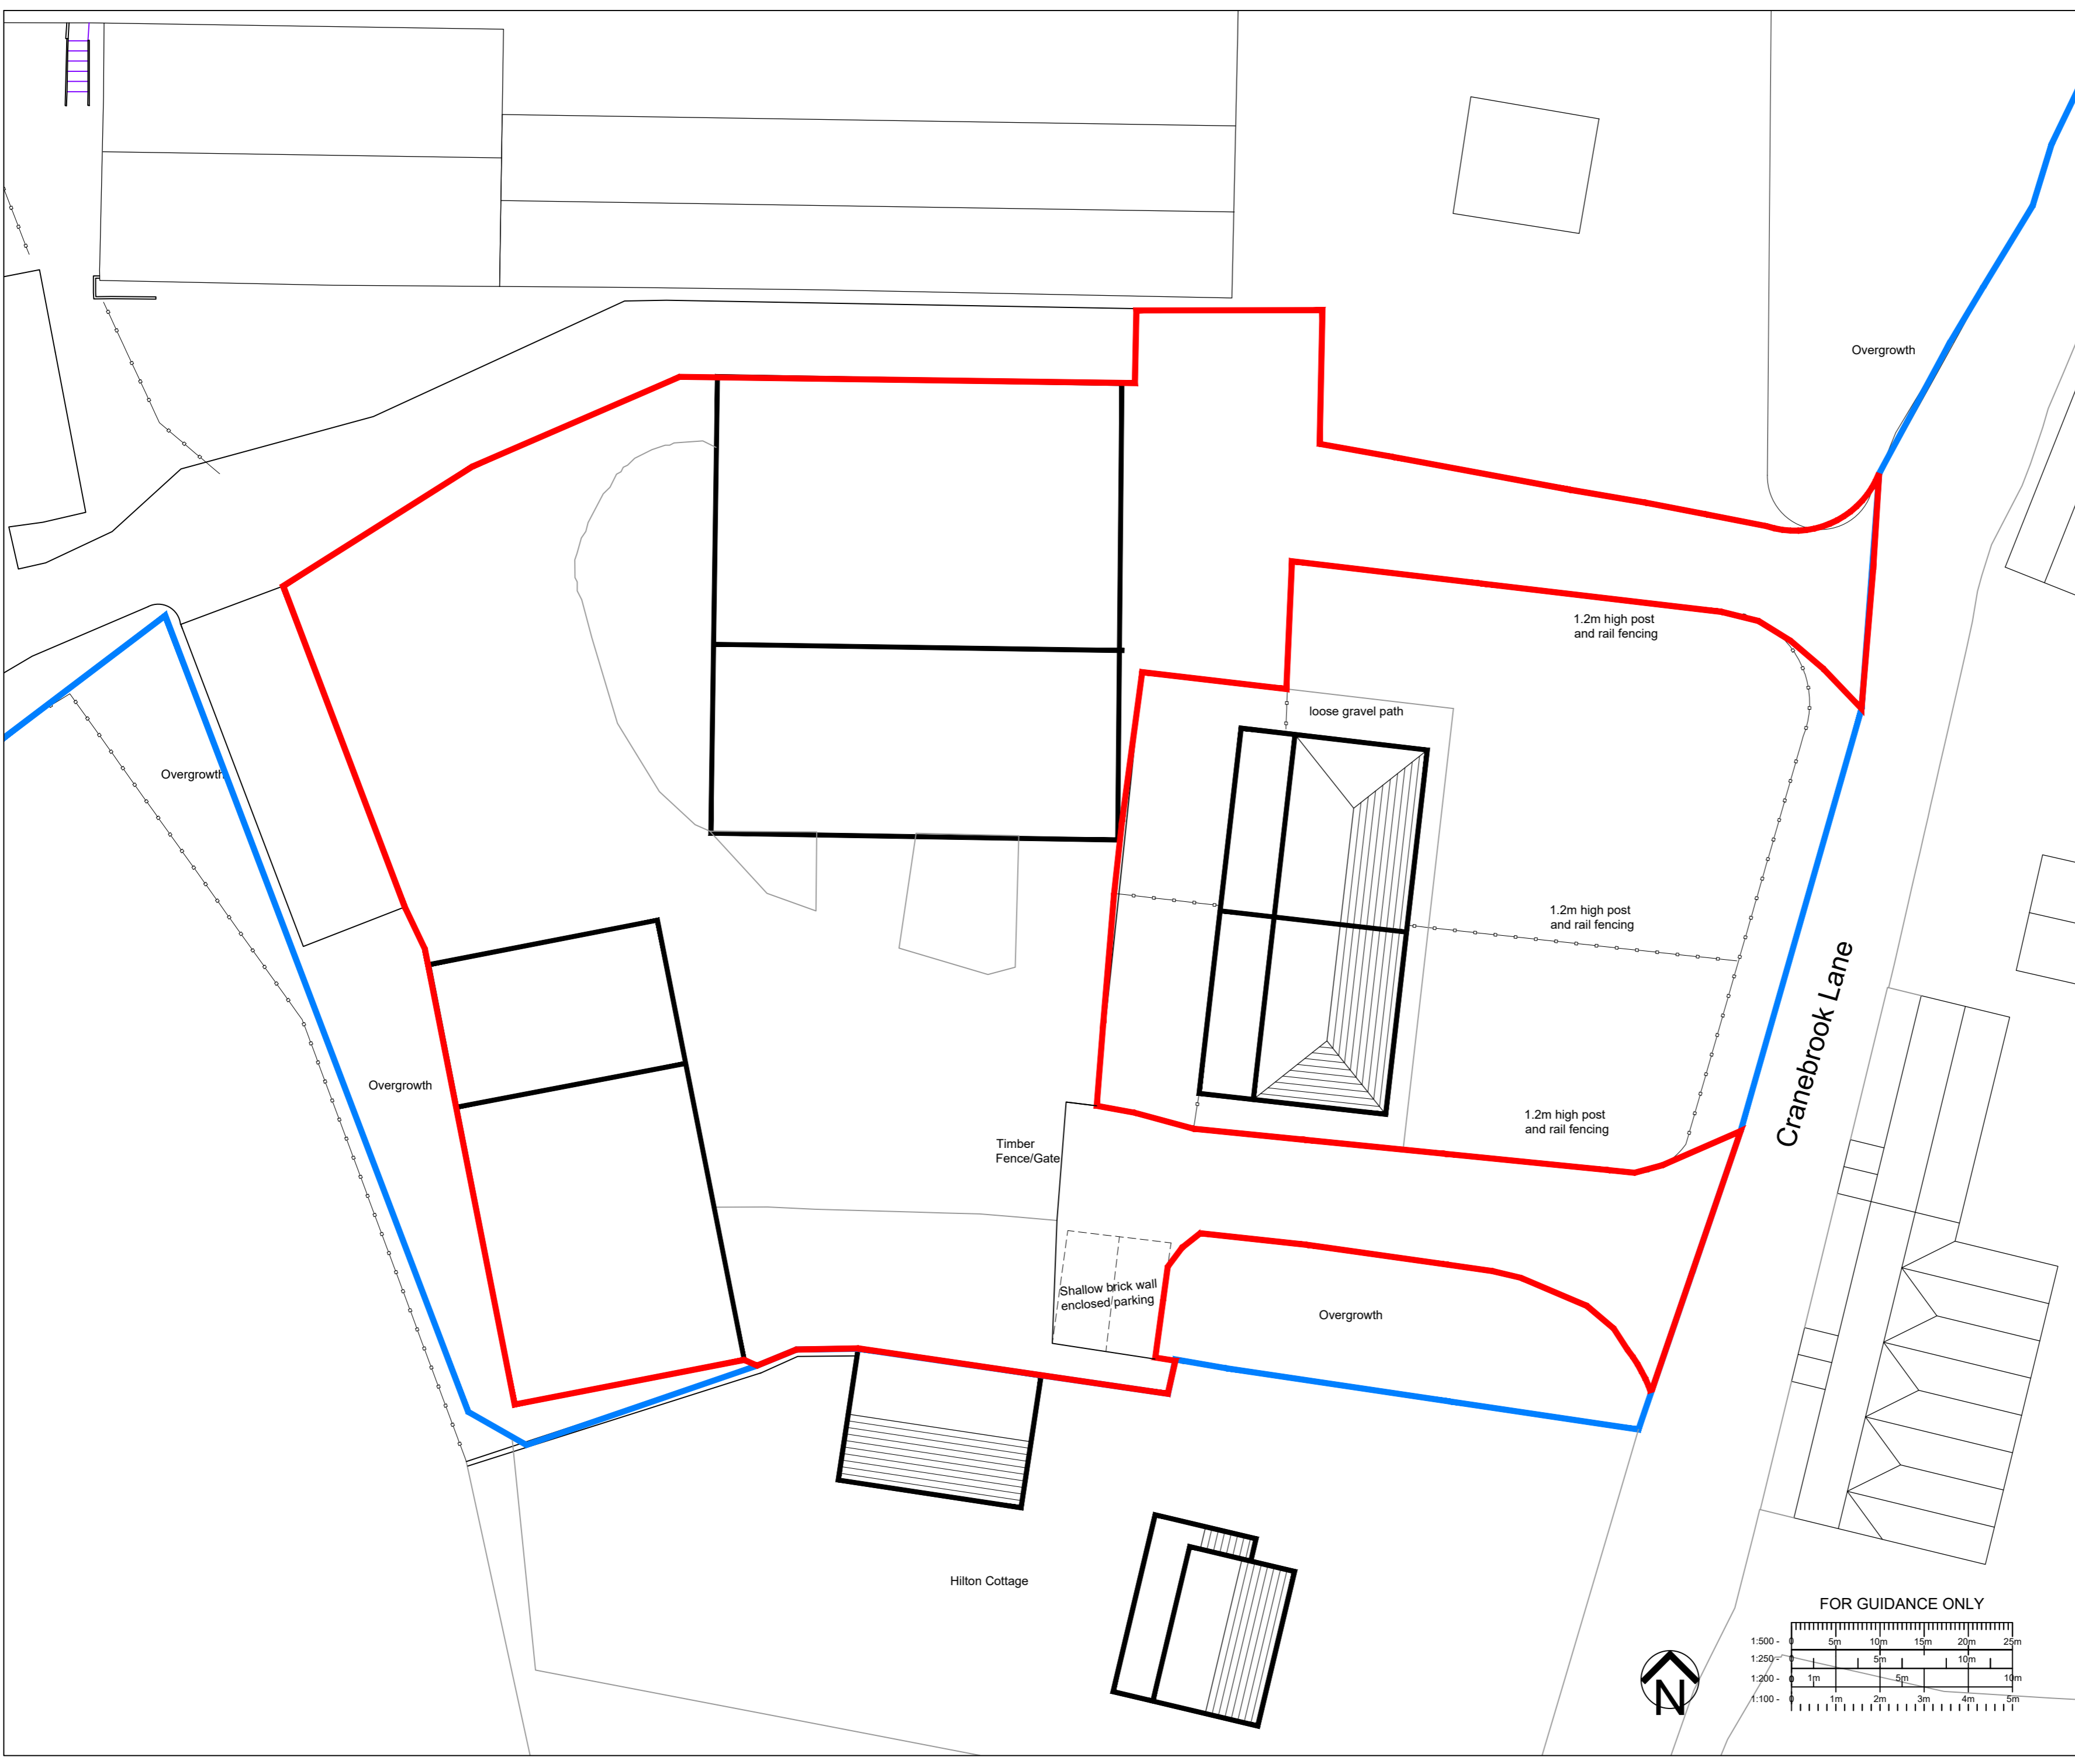 Overgrowth
1.2m high post
and rail fencing
loose gravel path
Overgrowth
1.2m high post
and rail fencing
Cranebrook Lane
Overgrowth
1.2m high post
and rail fencing
Timber
Fence/Gate
Shallow brick wall
enclosed parking
Overgrowth
Hilton Cottage
FOR GUIDANCE ONLY
1:500 - 0 5m 10m 15m 20m 25m
1:250 - 0 5m 10m
1:200 - 0 1m 5m 10m
1:100 - 0 1m 2m 3m 4m 5m
N